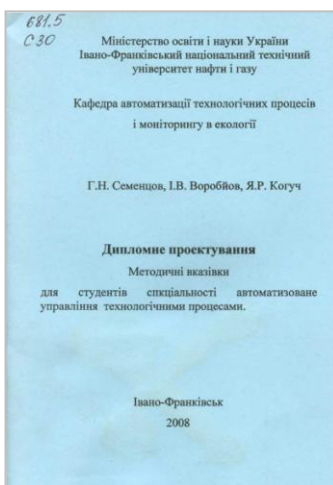 681.5
С30
Міністерство освіти і науки України
Івано-Франківський національний технічний
університет нафти і газу
Кафедра автоматизації технологічних процесів
і моніторингу в екології
Г.Н. Семенцов, І.В. Воробйов, Я.Р. Когуч
Дипломне проектування
Методичні вказівки
для студентів спкціальності автоматизоване
управління технологічними процесами.
Івано-Франківськ
2008